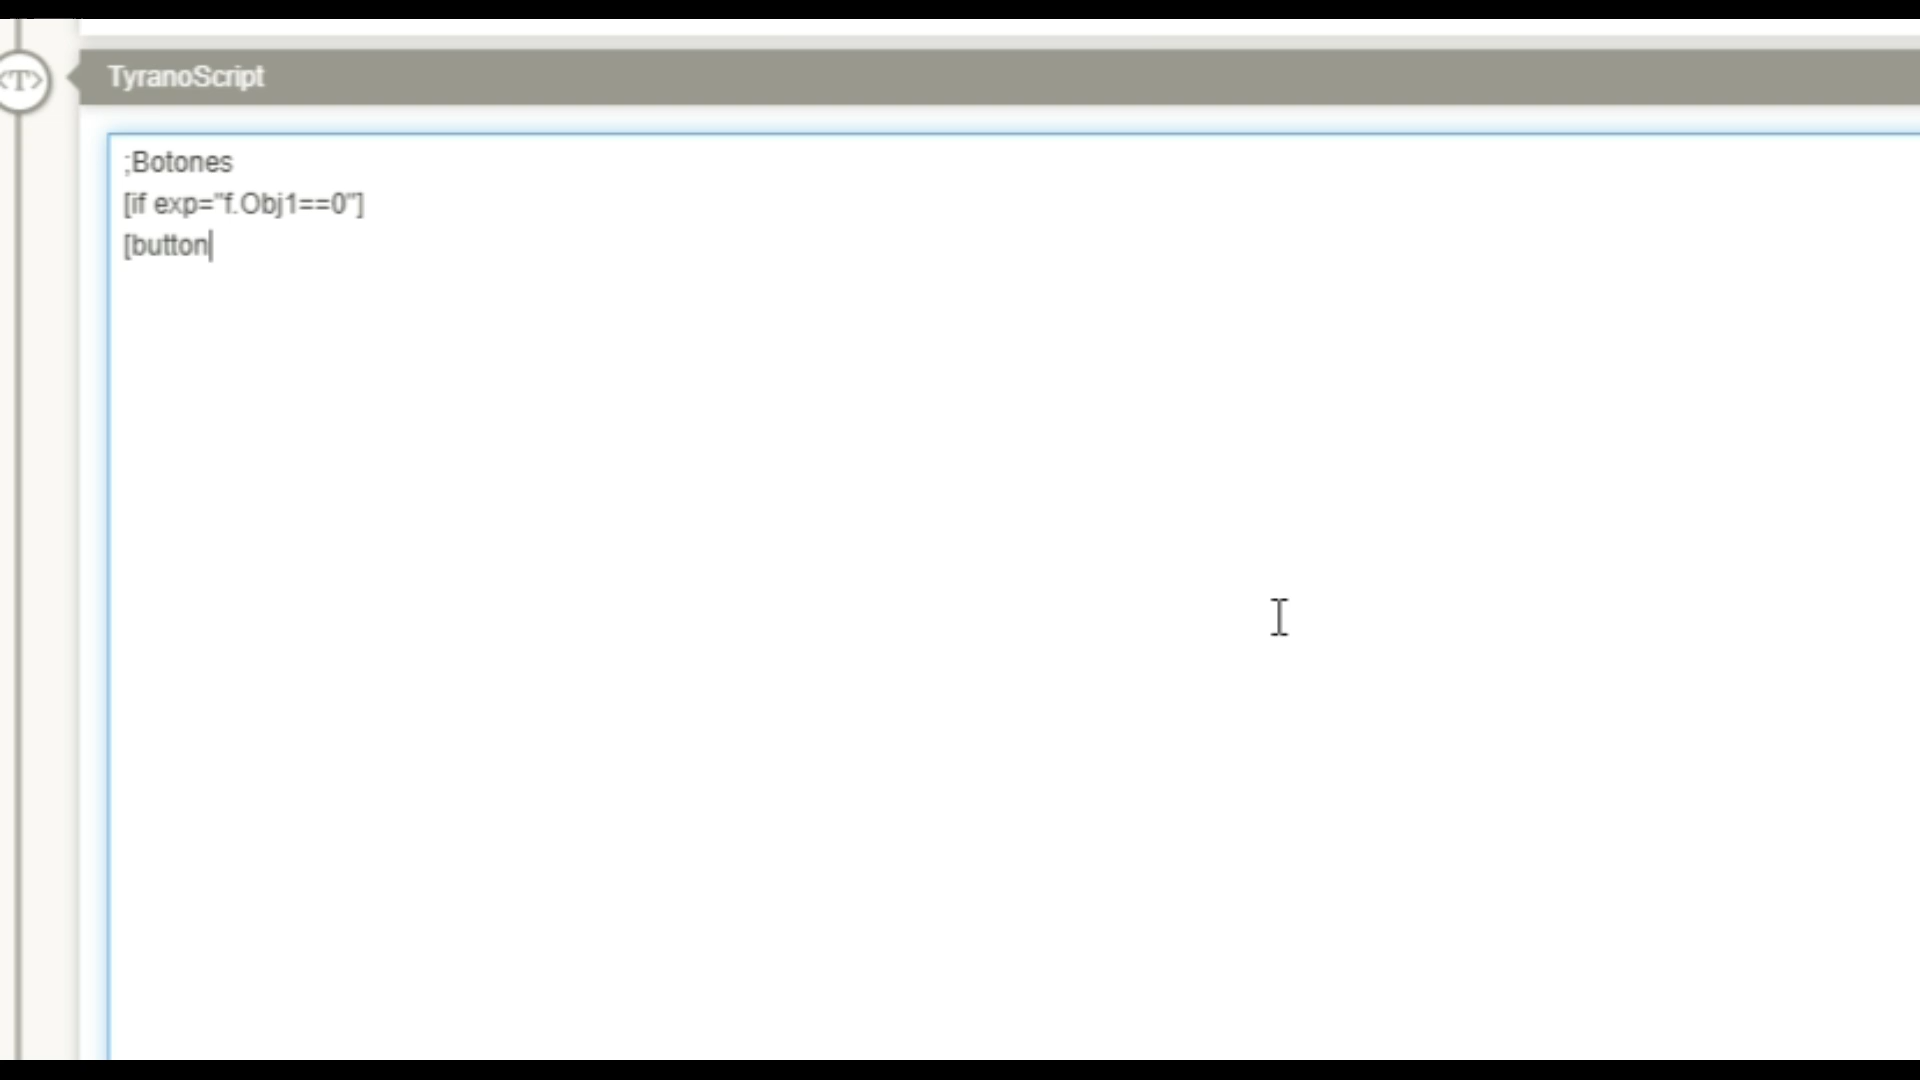 <T>
TyranoScript
;Botones
[if exp="f.Obj1==0"]
[button